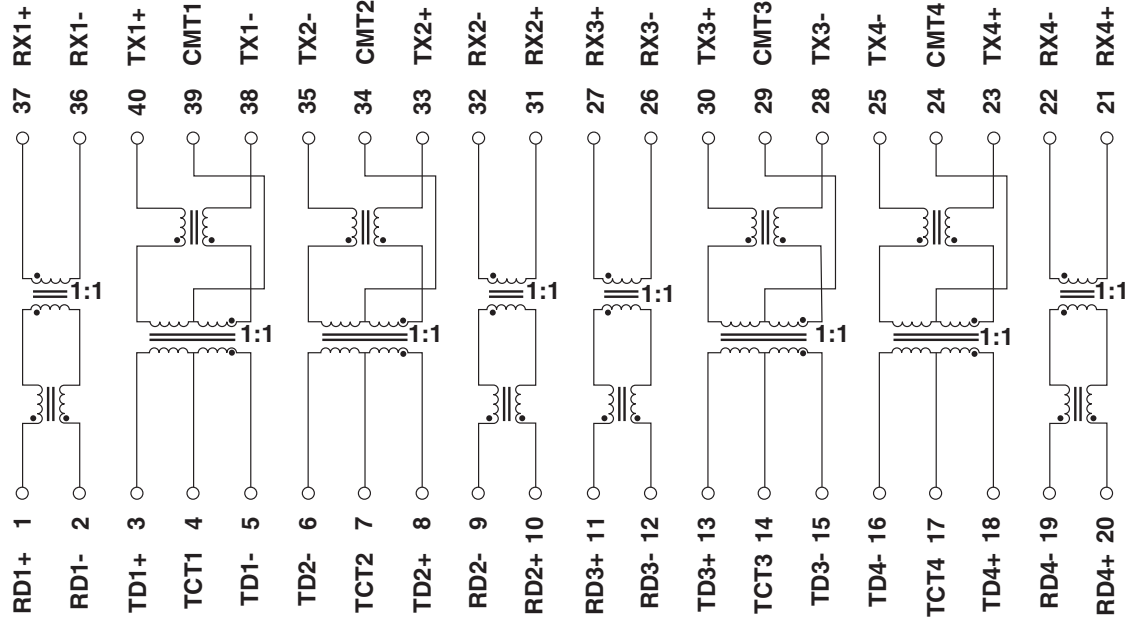 RX1+ RX1- TX1+ CMT1 TX1- TX2- CMT2 TX2+ RX2- RX2+ RX3+ RX3- TX3+ CMT3 TX3- TX4- CMT4 TX4+ RX4- RX4+
37 36 40 39 38 35 34 33 32 31 27 26 30 29 28 25 24 23 22 21
1:1 1:1 1:1 1:1
1:1 1:1 1:1 1:1
1 2 3 4 5 6 7 8 9 10 11 12 13 14 15 16 17 18 19 20
RD1+ RD1- TD1+ TCT1 TD1- TD2- TCT2 TD2+ RD2- RD2+ RD3+ RD3- TD3+ TCT3 TD3- TD4- TCT4 TD4+ RD4- RD4+